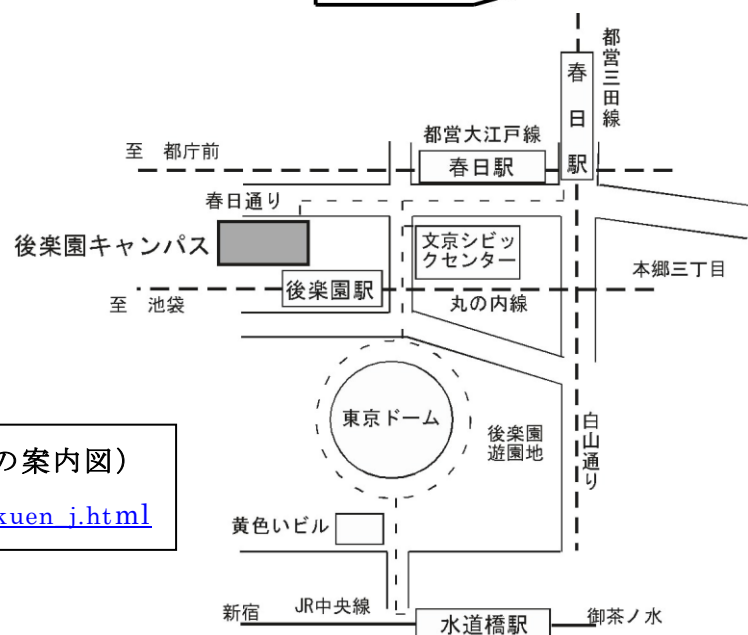 都営三田線
春日駅
都営大江戸線
至 都庁前
春日駅
春日通り
後楽園キャンパス
文京シビッ
クセンター
本郷三丁目
後楽園駅
至 池袋
丸の内線
東京ドーム
後楽園
遊園地
白山通り
の案内図)
kuen_j.html
黄色いビル
新宿
JR中央線
水道橋駅
御茶ノ水